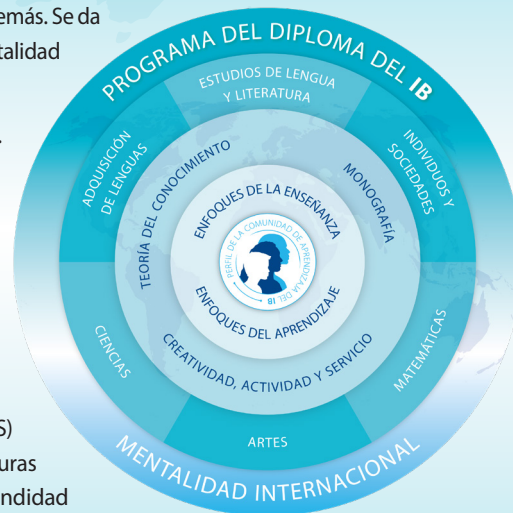 emás. Se da
talidad
PROGRAMA DEL DIPLOMA DEL IB
ESTUDIOS DE LENGUA
Y LITERATURA
ADQUISICIÓN
DE LENGUAS
INDIVIDUOS Y
SOCIEDADES
TEORÍA DEL CONOCIMIENTO
MONOGRAFÍA
ENFOQUES DE LA ENSEÑANZA
PERFIL DE LA COMUNIDAD DE APRENDIZAJE DEL IB
ENFOQUES DEL APRENDIZAJE
CREATIVIDAD, ACTIVIDAD Y SERVICIO
CIENCIAS
MATEMÁTICAS
ARTES
MENTALIDAD INTERNACIONAL
S)
uras
ndidad